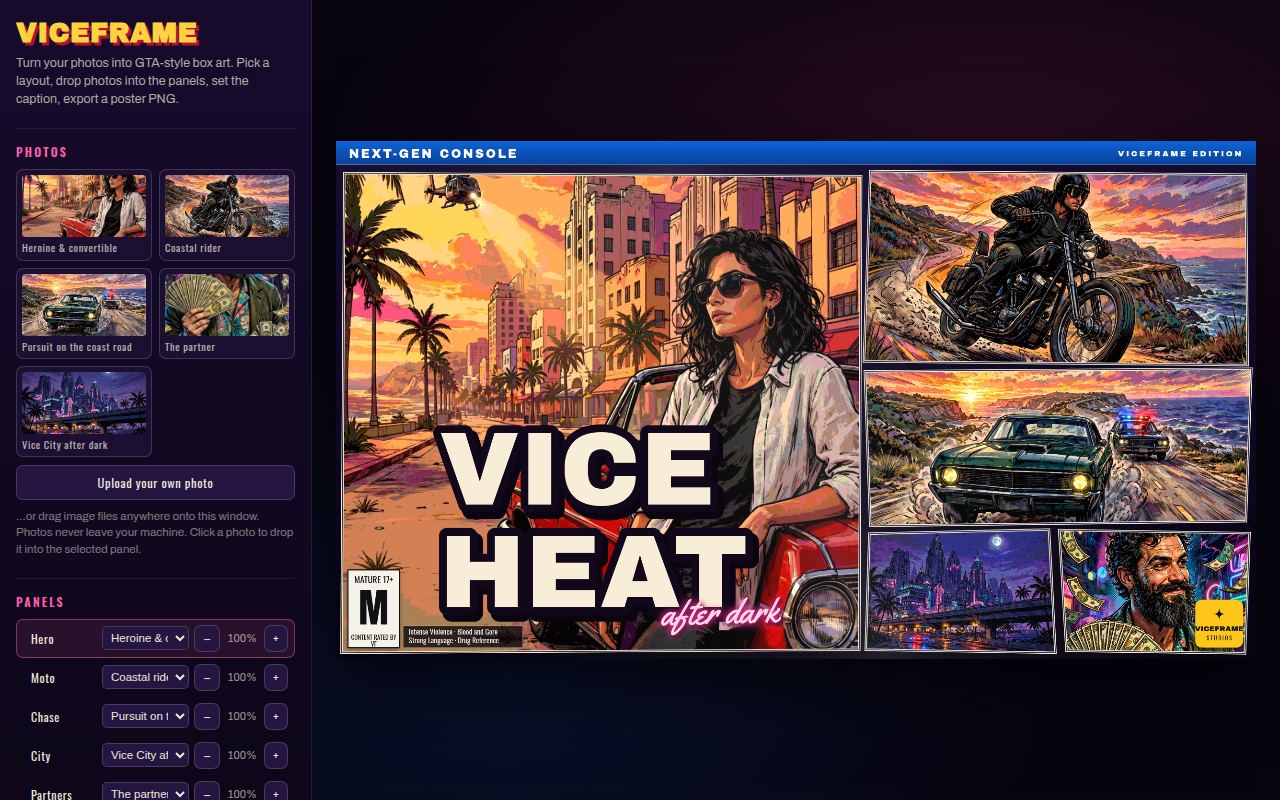 VICEFRAME
Turn your photos into GTA-style box art. Pick a
layout, drop photos into the panels, set the
caption, export a poster PNG.
PHOTOS
Heroine & convertible
Coastal rider
Pursuit on the coast road
The partner
Vice City after dark
Upload your own photo
...or drag image files anywhere onto this window.
Photos never leave your machine. Click a photo to drop
it into the selected panel.
PANELS
Hero Heroine & c – 100% +
Moto Coastal ride – 100% +
Chase Pursuit on t – 100% +
City Vice City af – 100% +
Partners The partner – 100% +
NEXT-GEN CONSOLE
VICEFRAME EDITION
VICE
HEAT
after dark
MATURE 17+
M
CONTENT RATED BY
VF
Intense Violence · Blood and Gore
Strong Language · Drug Reference
VICEFRAME
STUDIOS